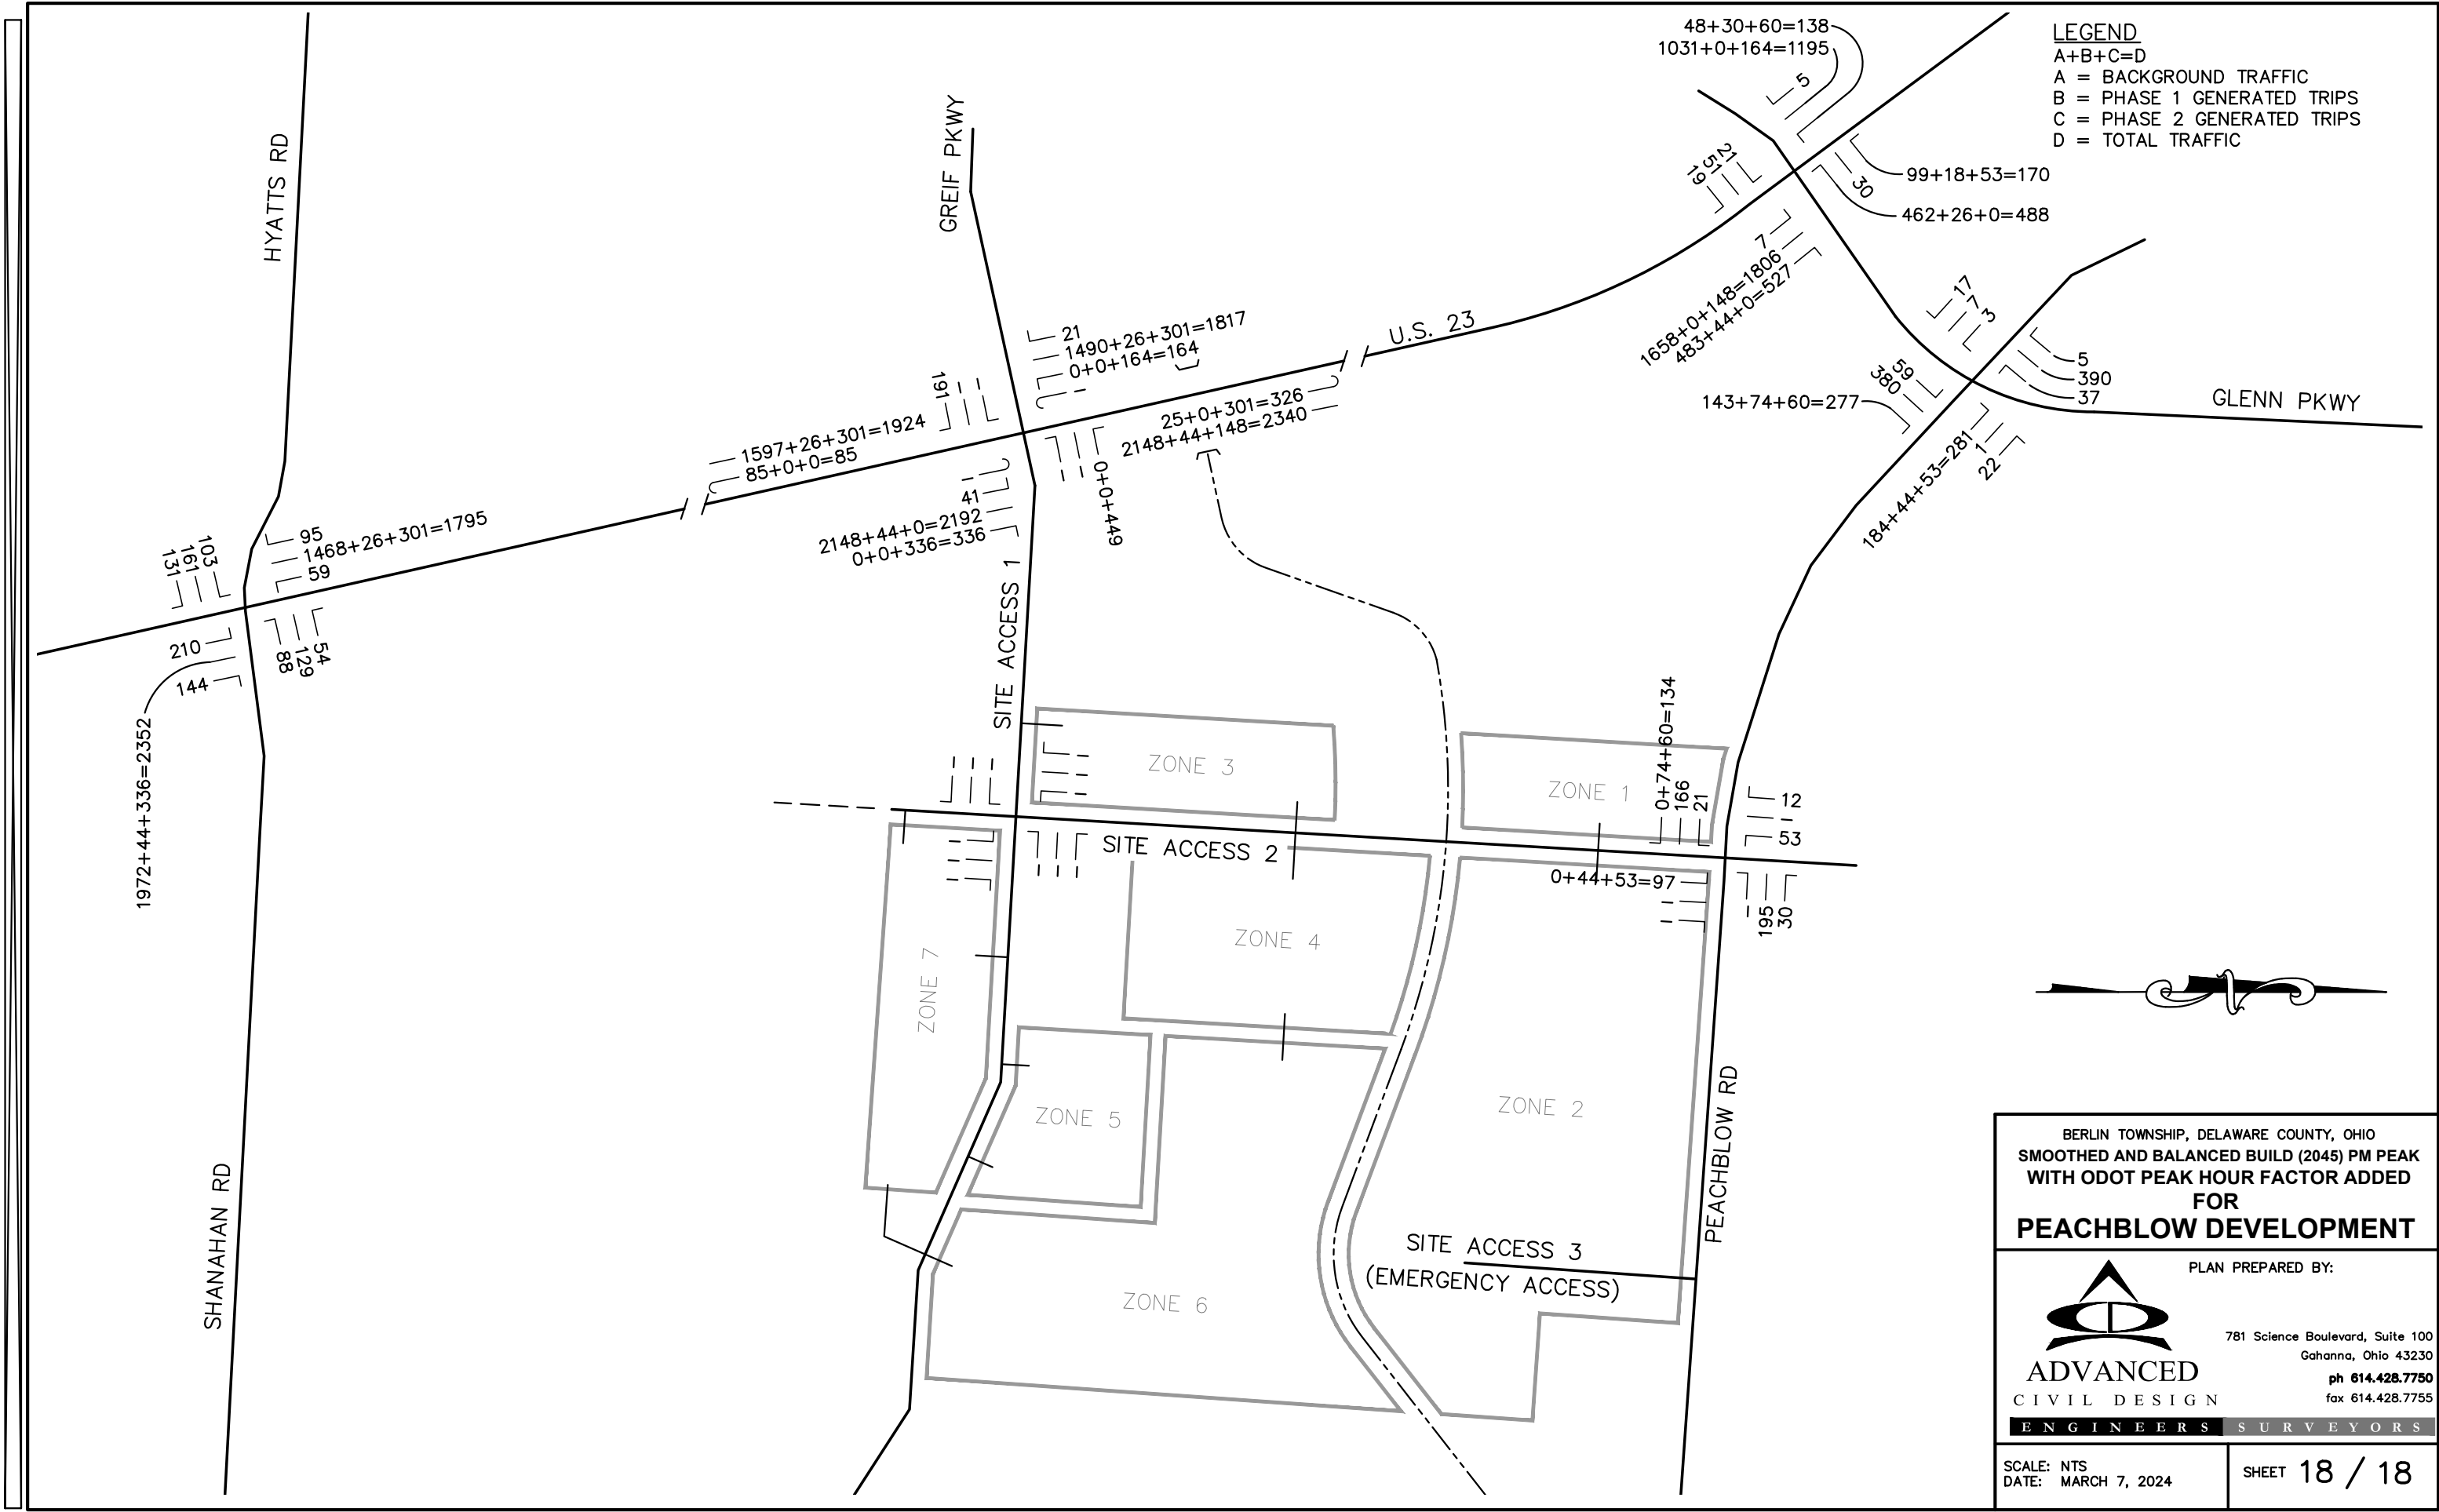 48+30+60=138
1031+0+164=1195
5
LEGEND
A+B+C=D
A = BACKGROUND TRAFFIC
B = PHASE 1 GENERATED TRIPS
C = PHASE 2 GENERATED TRIPS
D = TOTAL TRAFFIC
HYATTS RD
GREIF PKWY
21
51
19
99+18+53=170
30
462+26+0=488
7
1658+0+148=1806
483+44+0=527
17
7
3
5
390
37
59
380
143+74+60=277
GLENN PKWY
184+44+53=281
1
22
U.S. 23
21
1490+26+301=1817
0+0+164=164
-
191
-
-
25+0+301=326
2148+44+148=2340
1597+26+301=1924
85+0+0=85
-
41
2148+44+0=2192
0+0+336=336
-
-
0+0+449
103
161
131
95
1468+26+301=1795
59
210
1972+44+336=2352
144
88
129
54
SITE ACCESS 1
ZONE 3
ZONE 1
0+74+60=134
166
21
12
-
53
-
-
-
-
-
-
SITE ACCESS 2
-
-
-
-
-
-
0+44+53=97
-
-
-
195
30
ZONE 7
ZONE 4
ZONE 5
ZONE 2
ZONE 6
PEACHBLOW RD
SHANAHAN RD
SITE ACCESS 3
(EMERGENCY ACCESS)
BERLIN TOWNSHIP, DELAWARE COUNTY, OHIO
SMOOTHED AND BALANCED BUILD (2045) PM PEAK
WITH ODOT PEAK HOUR FACTOR ADDED
FOR
PEACHBLOW DEVELOPMENT
PLAN PREPARED BY:
781 Science Boulevard, Suite 100
Gahanna, Ohio 43230
ph 614.428.7750
fax 614.428.7755
ADVANCED
CIVIL DESIGN
ENGINEERS SURVEYORS
SCALE: NTS
DATE: MARCH 7, 2024
SHEET 18 / 18